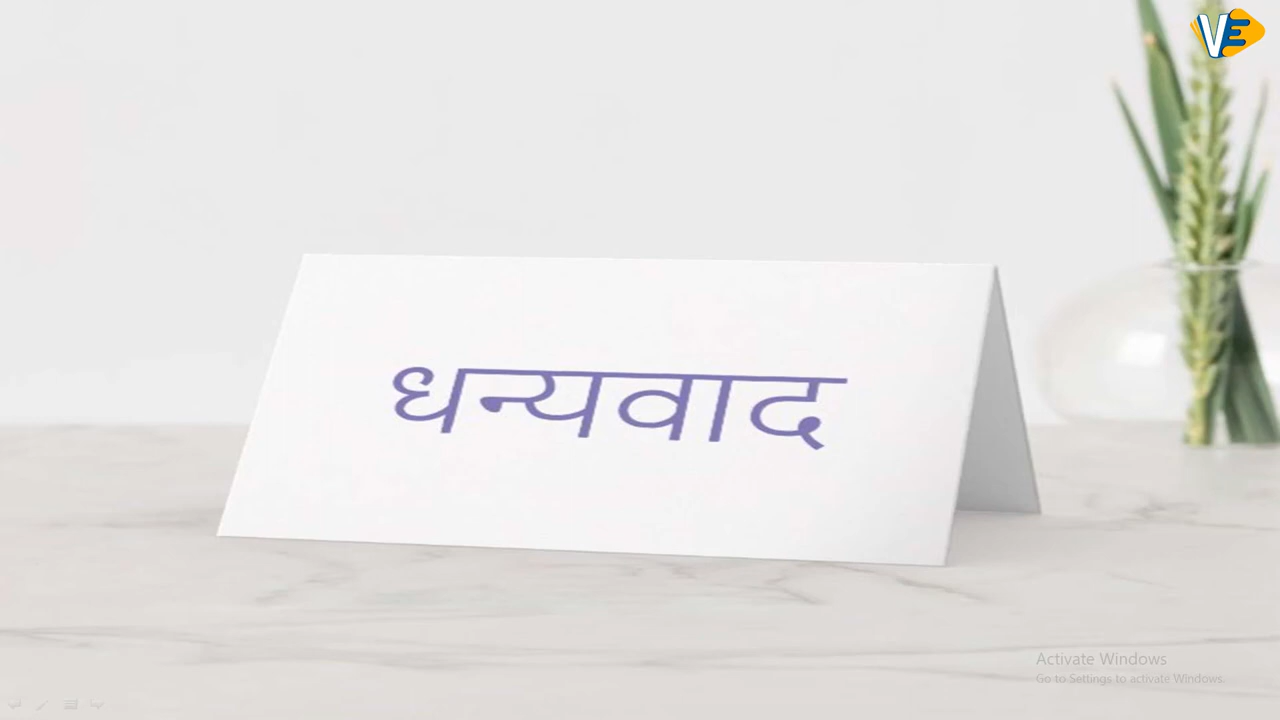 VE
धन्यवाद
Activate Windows
Go to Settings to activate Windows.